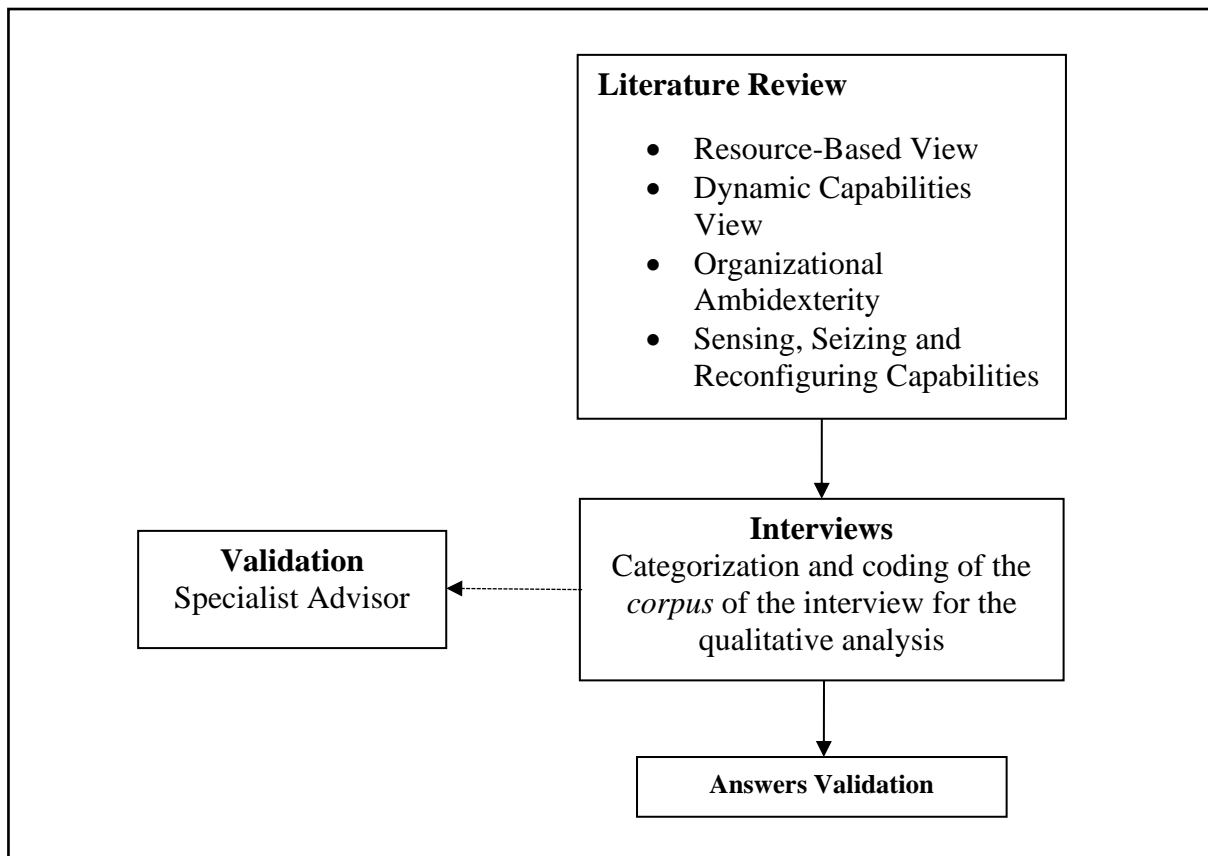 Literature Review
• Resource-Based View
• Dynamic Capabilities
View
• Organizational
Ambidexterity
• Sensing, Seizing and
Reconfiguring Capabilities
Validation
Specialist Advisor
Interviews
Categorization and coding of the
corpus of the interview for the
qualitative analysis
Answers Validation